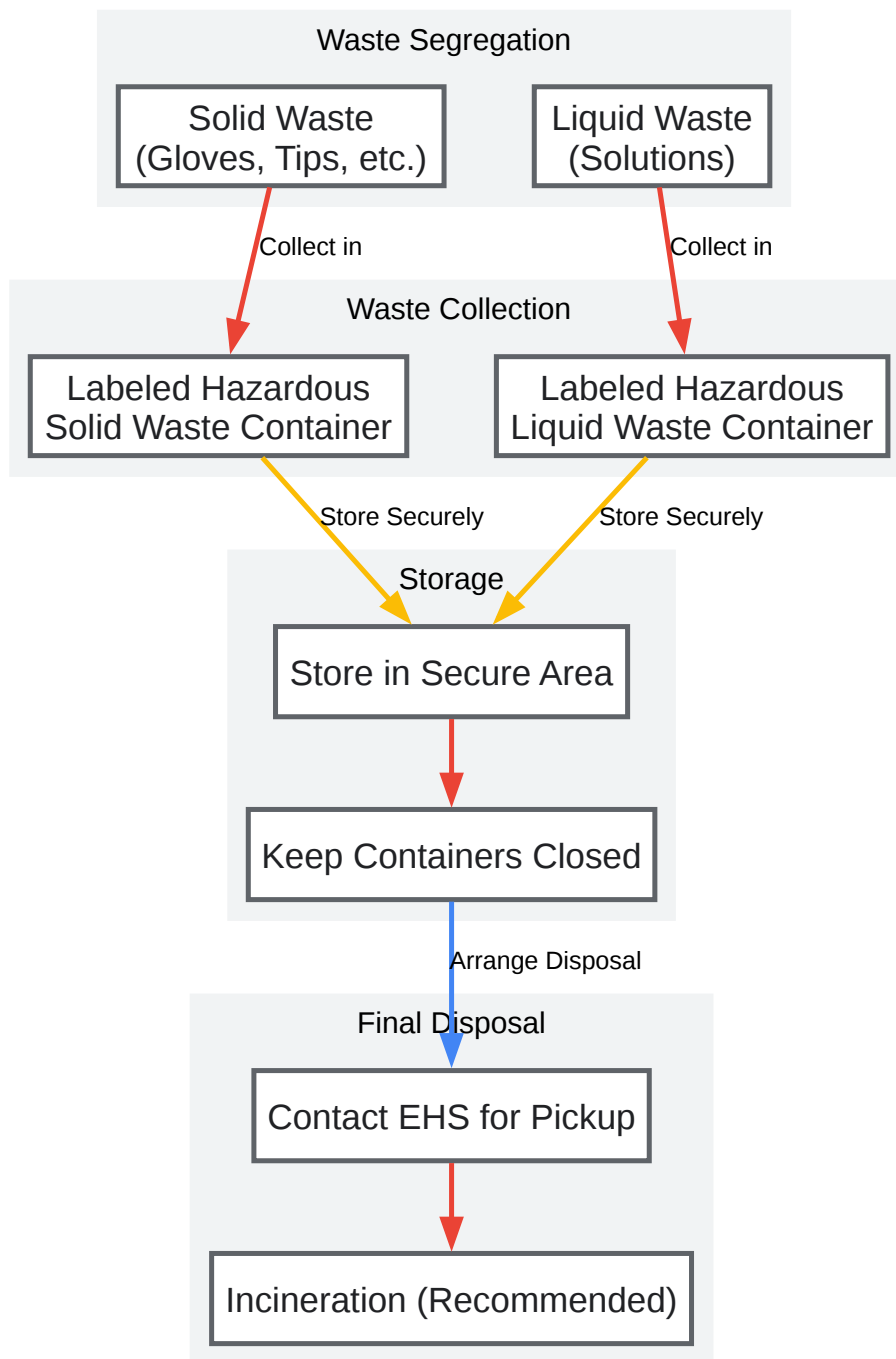 Waste Segregation
Solid Waste
(Gloves, Tips, etc.)
Liquid Waste
(Solutions)
Collect in
Collect in
Waste Collection
Labeled Hazardous
Solid Waste Container
Labeled Hazardous
Liquid Waste Container
Store Securely
Store Securely
Storage
Store in Secure Area
Keep Containers Closed
Arrange Disposal
Final Disposal
Contact EHS for Pickup
Incineration (Recommended)